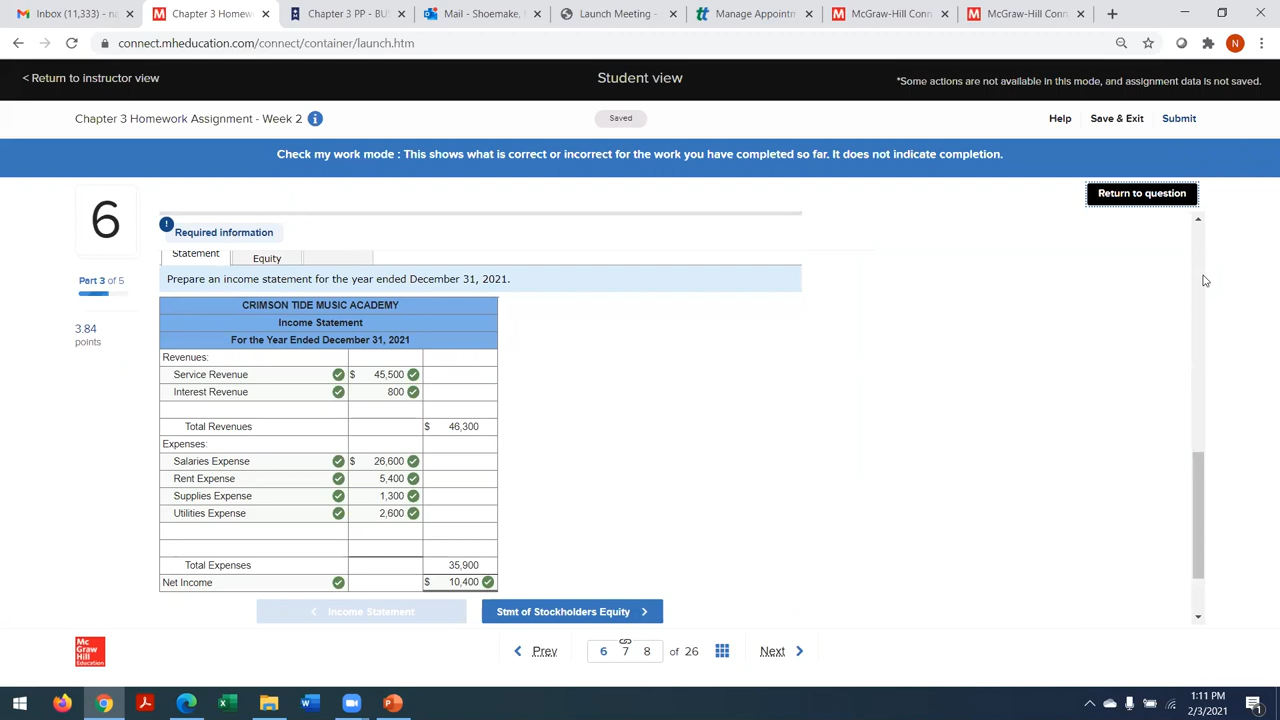 Inbox (11,333) - n
Chapter 3 Homew
Chapter 3 PP - BU
Mail - Shoemake,
Launch Meeting -
Manage Appointm
McGraw-Hill Conn
McGraw-Hill Conn
connect.mheducation.com/connect/container/launch.htm
N
< Return to instructor view
Student view
*Some actions are not available in this mode, and assignment data is not saved.
Chapter 3 Homework Assignment - Week 2
Saved
Help
Save & Exit
Submit
Check my work mode : This shows what is correct or incorrect for the work you have completed so far. It does not indicate completion.
Return to question
6
!
Required information
Statement
Equity
Part 3 of 5
3.84
points
Prepare an income statement for the year ended December 31, 2021.
CRIMSON TIDE MUSIC ACADEMY
Income Statement
For the Year Ended December 31, 2021
Revenues:
Service Revenue $ 45,500
Interest Revenue 800
Total Revenues $ 46,300
Expenses:
Salaries Expense $ 26,600
Rent Expense 5,400
Supplies Expense 1,300
Utilities Expense 2,600
Total Expenses 35,900
Net Income $ 10,400
< Income Statement
Stmt of Stockholders Equity >
Mc Graw Hill Education
< Prev
6 7 8 of 26
Next >
1:11 PM
2/3/2021
1